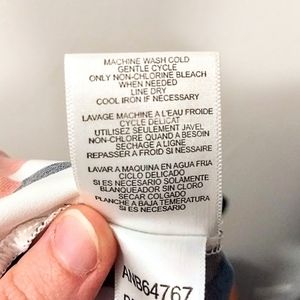 MACHINE WASH COLD
GENTLE CYCLE
ONLY NON-CHLORINE BLEACH
WHEN NEEDED
LINE DRY
COOL IRON IF NECESSARY
LAVAGE MACHINE A L'EAU FROIDE
CYCLE DELICAT
UTILISEZ SEULEMENT JAVEL
NON-CHLORE QUAND A BESOIN
SECHAGE A LIGNE
REPASSER A FROID SI NESSAIRE
LAVAR A MAQUINA EN AGUA FRIA
CICLO DELICADO
SI ES NECESARIO SOLAMENTE
BLANQUEADOR SIN CLORO
SECAR COLGADO
PLANCHE A BAJA TEMPERATURA
SI ES NECESARIO
ANB64767